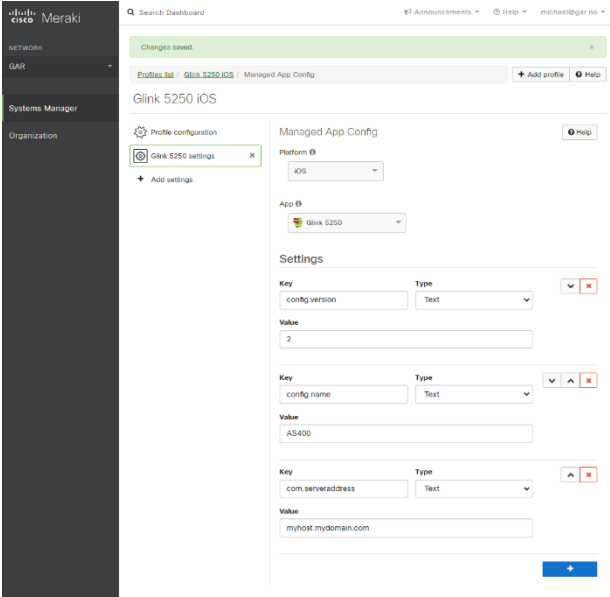 cisco Meraki
Search Dashboard
Announcements
Help
michael@gar.no
NETWORK
GAR
Systems Manager
Organization
Changes saved.
×
Profiles list / Glink 5250 iOS / Managed App Config
+ Add profile
Help
Glink 5250 iOS
Profile configuration
Glink 5250 settings ×
+ Add settings
Managed App Config
Help
Platform
iOS
App
Glink 5250
Settings
Key Type
config.version Text
Value
2
Key Type
config.name Text
Value
AS400
Key Type
com.serveraddress Text
Value
myhost.mydomain.com
+